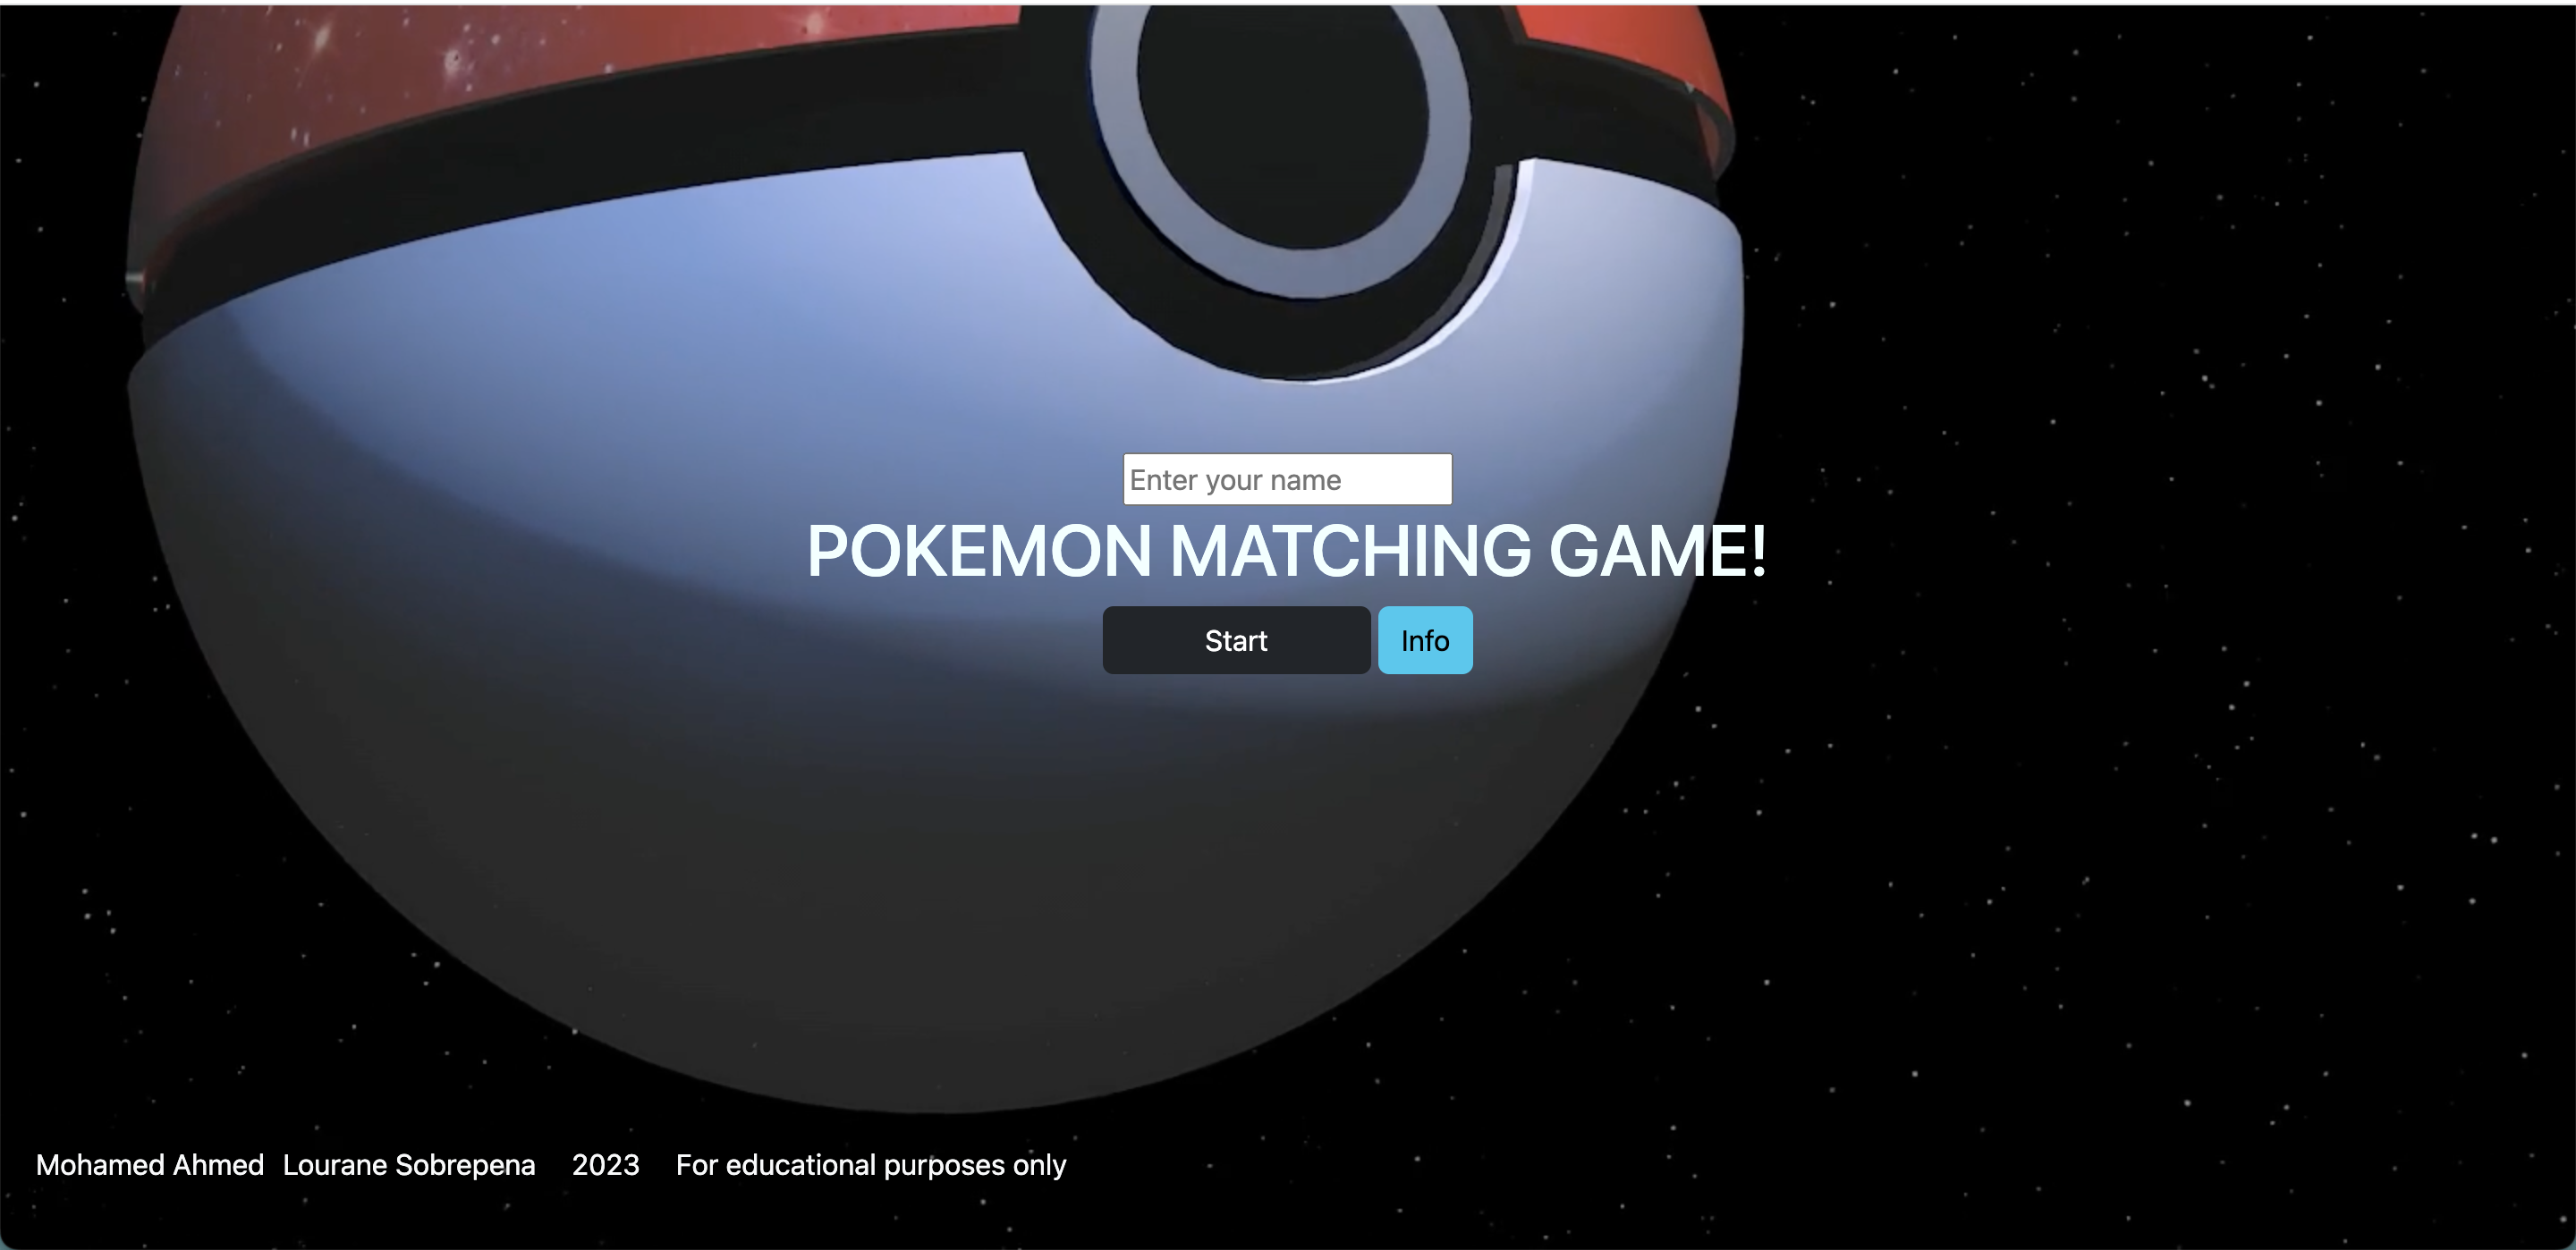 Enter your name
POKEMON MATCHING GAME!
Start Info
Mohamed Ahmed Lourane Sobrepena 2023 For educational purposes only